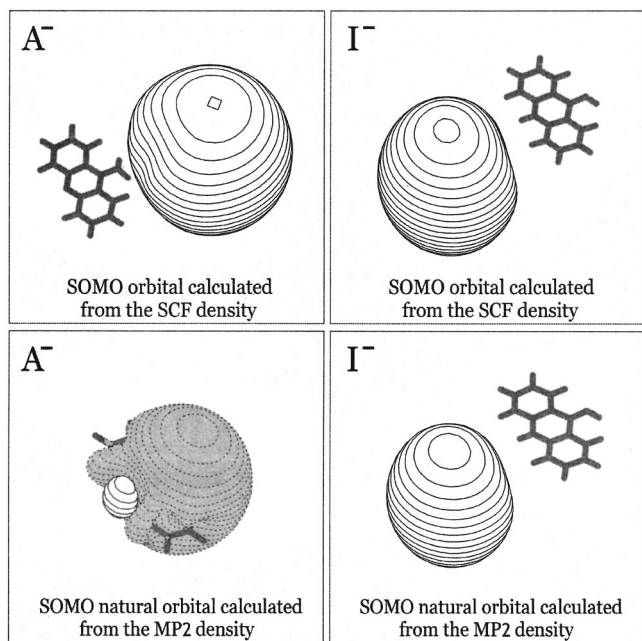 A⁻
SOMO orbital calculated
from the SCF density
I⁻
SOMO orbital calculated
from the SCF density
A⁻
SOMO natural orbital calculated
from the MP2 density
I⁻
SOMO natural orbital calculated
from the MP2 density